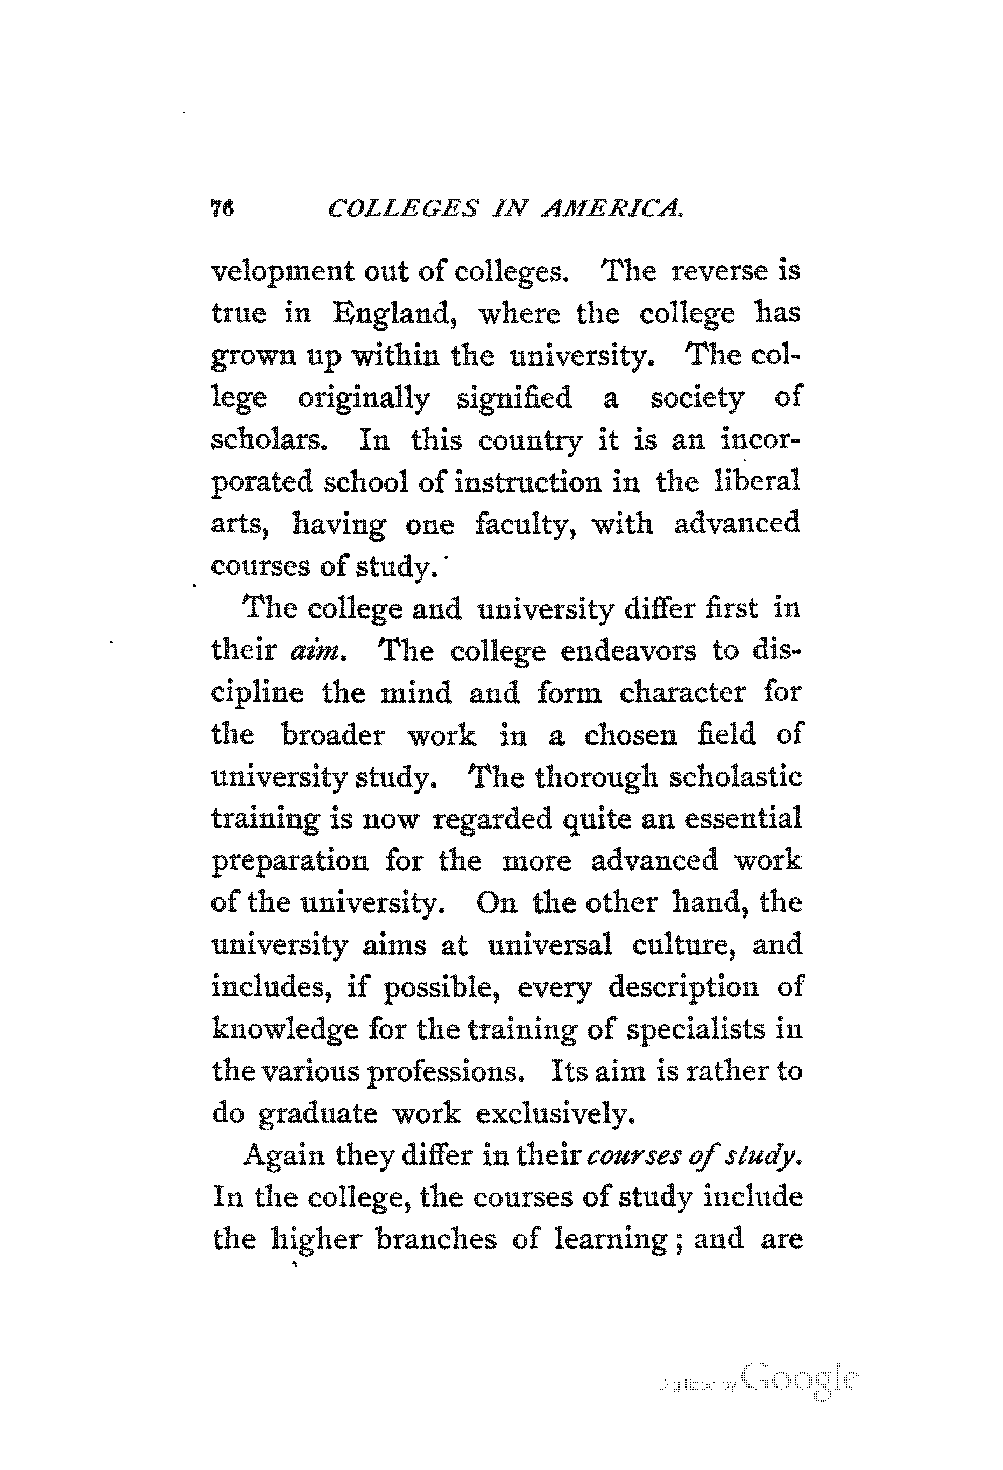 76 COLLEGES IN AMERICA.
velopment out of colleges. The reverse is
true in England, where the college has
grown up within the university. The col-
lege originally signified a society of
scholars. In this country it is an incor-
porated school of instruction in the liberal
arts, having one faculty, with advanced
courses of study.
The college and university differ first in
their aim. The college endeavors to dis-
cipline the mind and form character for
the broader work in a chosen field of
university study. The thorough scholastic
training is now regarded quite an essential
preparation for the more advanced work
of the university. On the other hand, the
university aims at universal culture, and
includes, if possible, every description of
knowledge for the training of specialists in
the various professions. Its aim is rather to
do graduate work exclusively.
Again they differ in their courses of study.
In the college, the courses of study include
the higher branches of learning; and are
Digitized by Google